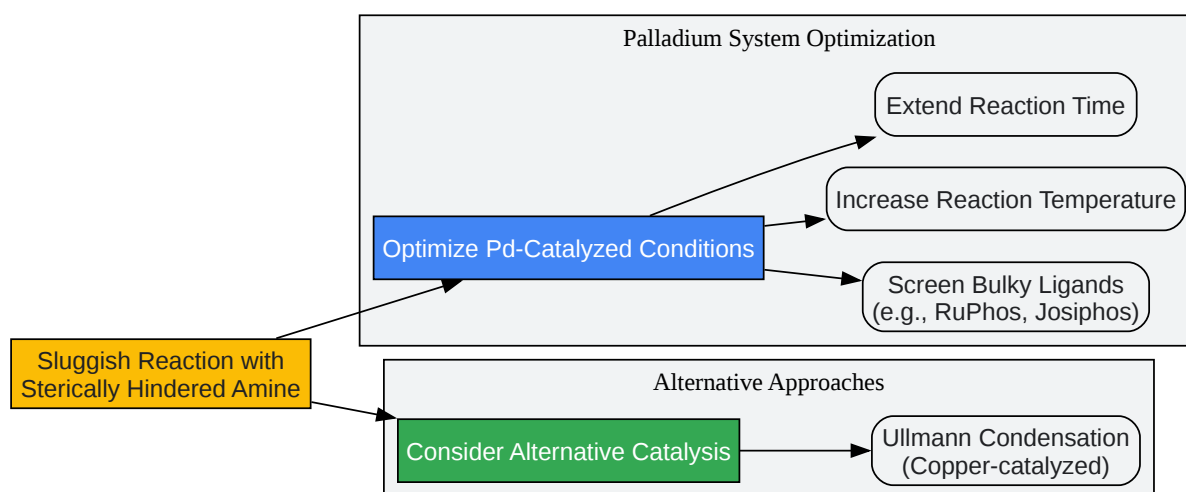 Palladium System Optimization
Extend Reaction Time
Increase Reaction Temperature
Optimize Pd-Catalyzed Conditions
Screen Bulky Ligands
(e.g., RuPhos, Josiphos)
Sluggish Reaction with
Sterically Hindered Amine
Alternative Approaches
Consider Alternative Catalysis
Ullmann Condensation
(Copper-catalyzed)